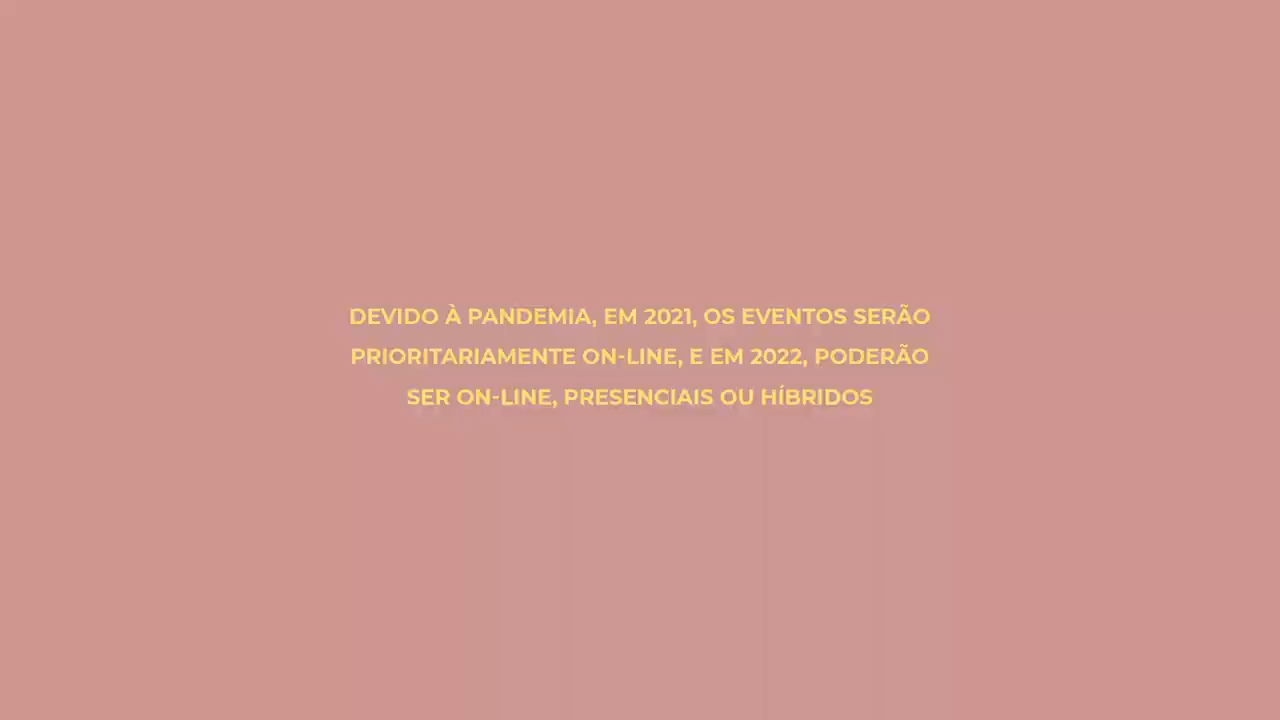 DEVIDO À PANDEMIA, EM 2021, OS EVENTOS SERÃO
PRIORITARIAMENTE ON-LINE, E EM 2022, PODERÃO
SER ON-LINE, PRESENCIAIS OU HÍBRIDOS